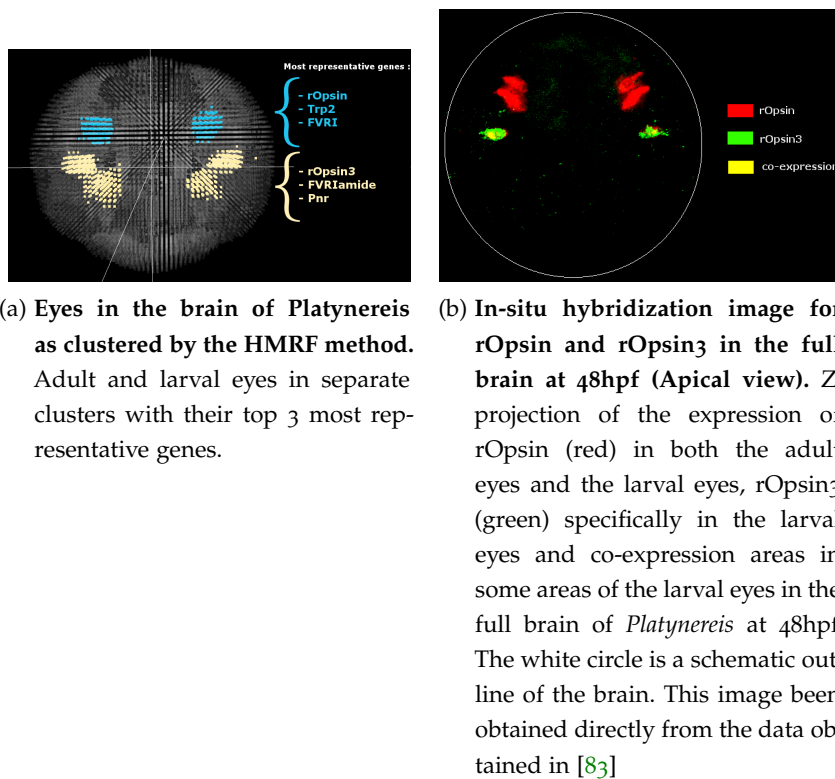 Most representative genes :
- rOpsin
- Trp2
- FVRI
- rOpsin3
- FVRIamide
- Pnr
rOpsin
rOpsin3
co-expression
(a) Eyes in the brain of Platynereis
as clustered by the HMRF method.
Adult and larval eyes in separate
clusters with their top 3 most rep-
resentative genes.
(b) In-situ hybridization image for
rOpsin and rOpsin3 in the full
brain at 48hpf (Apical view). Z
projection of the expression of
rOpsin (red) in both the adult
eyes and the larval eyes, rOpsin3
(green) specifically in the larval
eyes and co-expression areas in
some areas of the larval eyes in the
full brain of Platynereis at 48hpf
The white circle is a schematic out
line of the brain. This image been
obtained directly from the data ob
tained in [83]